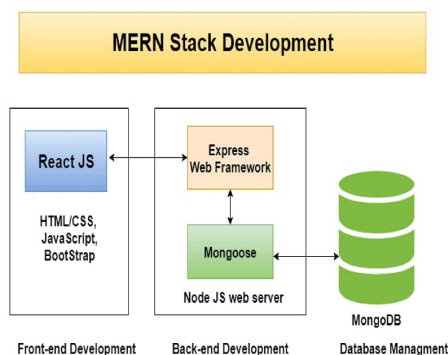 MERN Stack Development
React JS
HTML/CSS,
JavaScript,
BootStrap
Express
Web Framework
Mongoose
Node JS web server
MongoDB
Front-end Development
Back-end Development
Database Managment